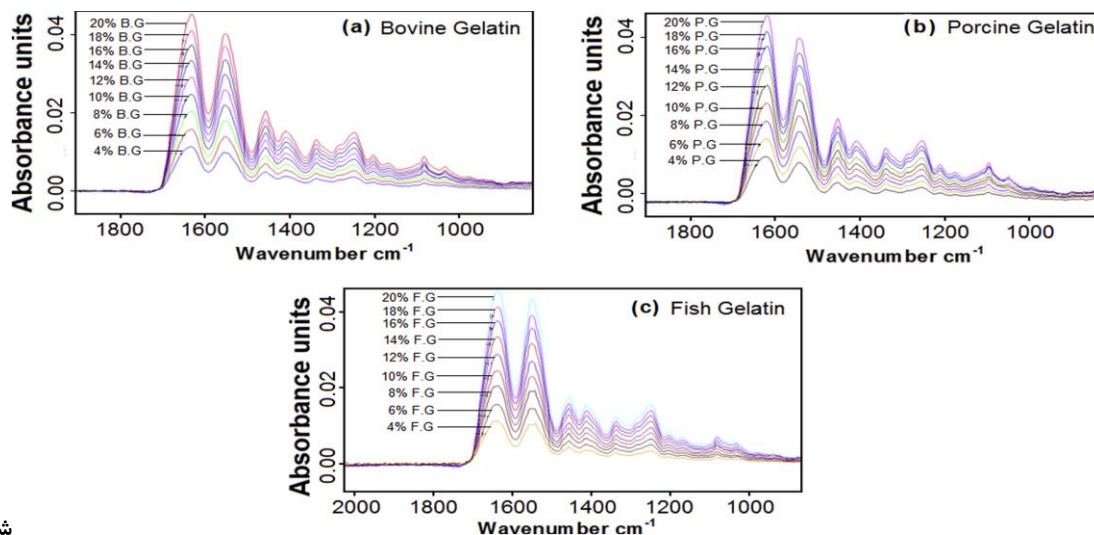 (a) Bovine Gelatin
Absorbance units
0.04
0.02
0.00
20% B.G
18% B.G
16% B.G
14% B.G
12% B.G
10% B.G
8% B.G
6% B.G
4% B.G
1800 1600 1400 1200 1000
Wavenumber cm⁻¹
(b) Porcine Gelatin
Absorbance units
0.04
0.02
0.00
20% P.G
18% P.G
16% P.G
14% P.G
12% P.G
10% P.G
8% P.G
6% P.G
4% P.G
1800 1600 1400 1200 1000
Wavenumber cm⁻¹
(c) Fish Gelatin
Absorbance units
0.04
0.02
0.00
20% F.G
18% F.G
16% F.G
14% F.G
12% F.G
10% F.G
8% F.G
6% F.G
4% F.G
2000 1800 1600 1400 1200 1000
Wavenumber cm⁻¹